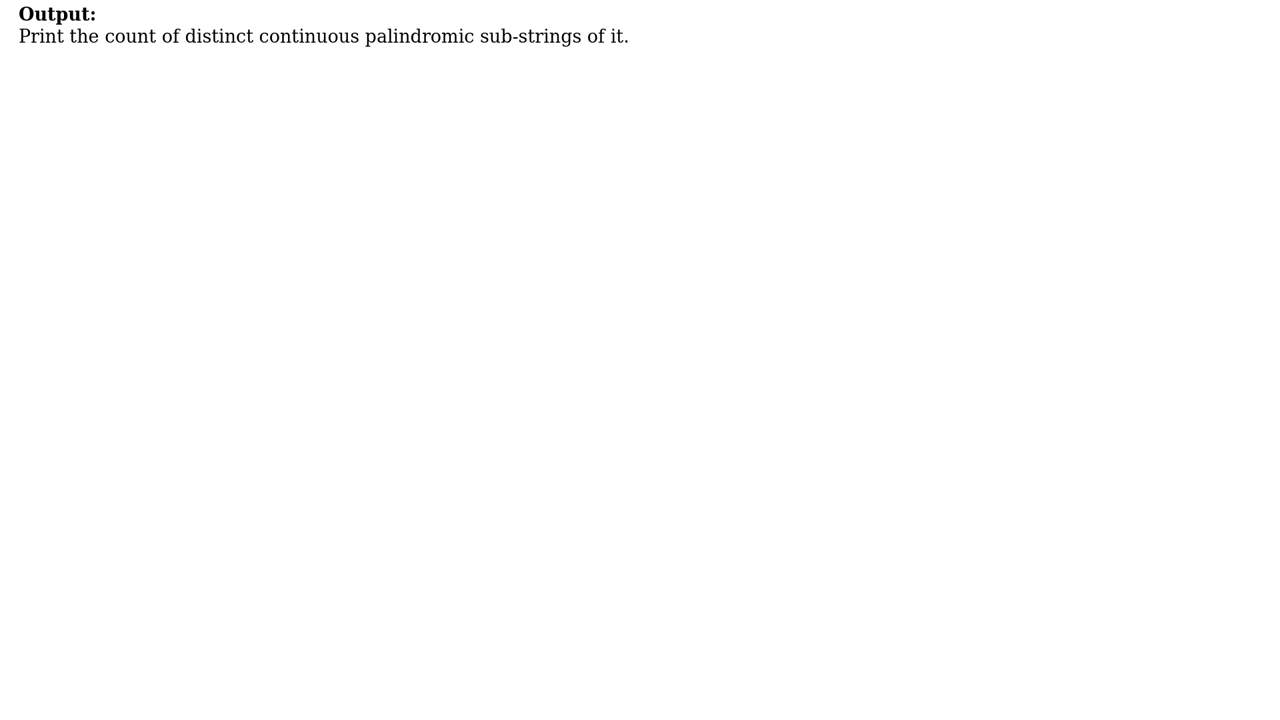 Output:
Print the count of distinct continuous palindromic sub-strings of it.